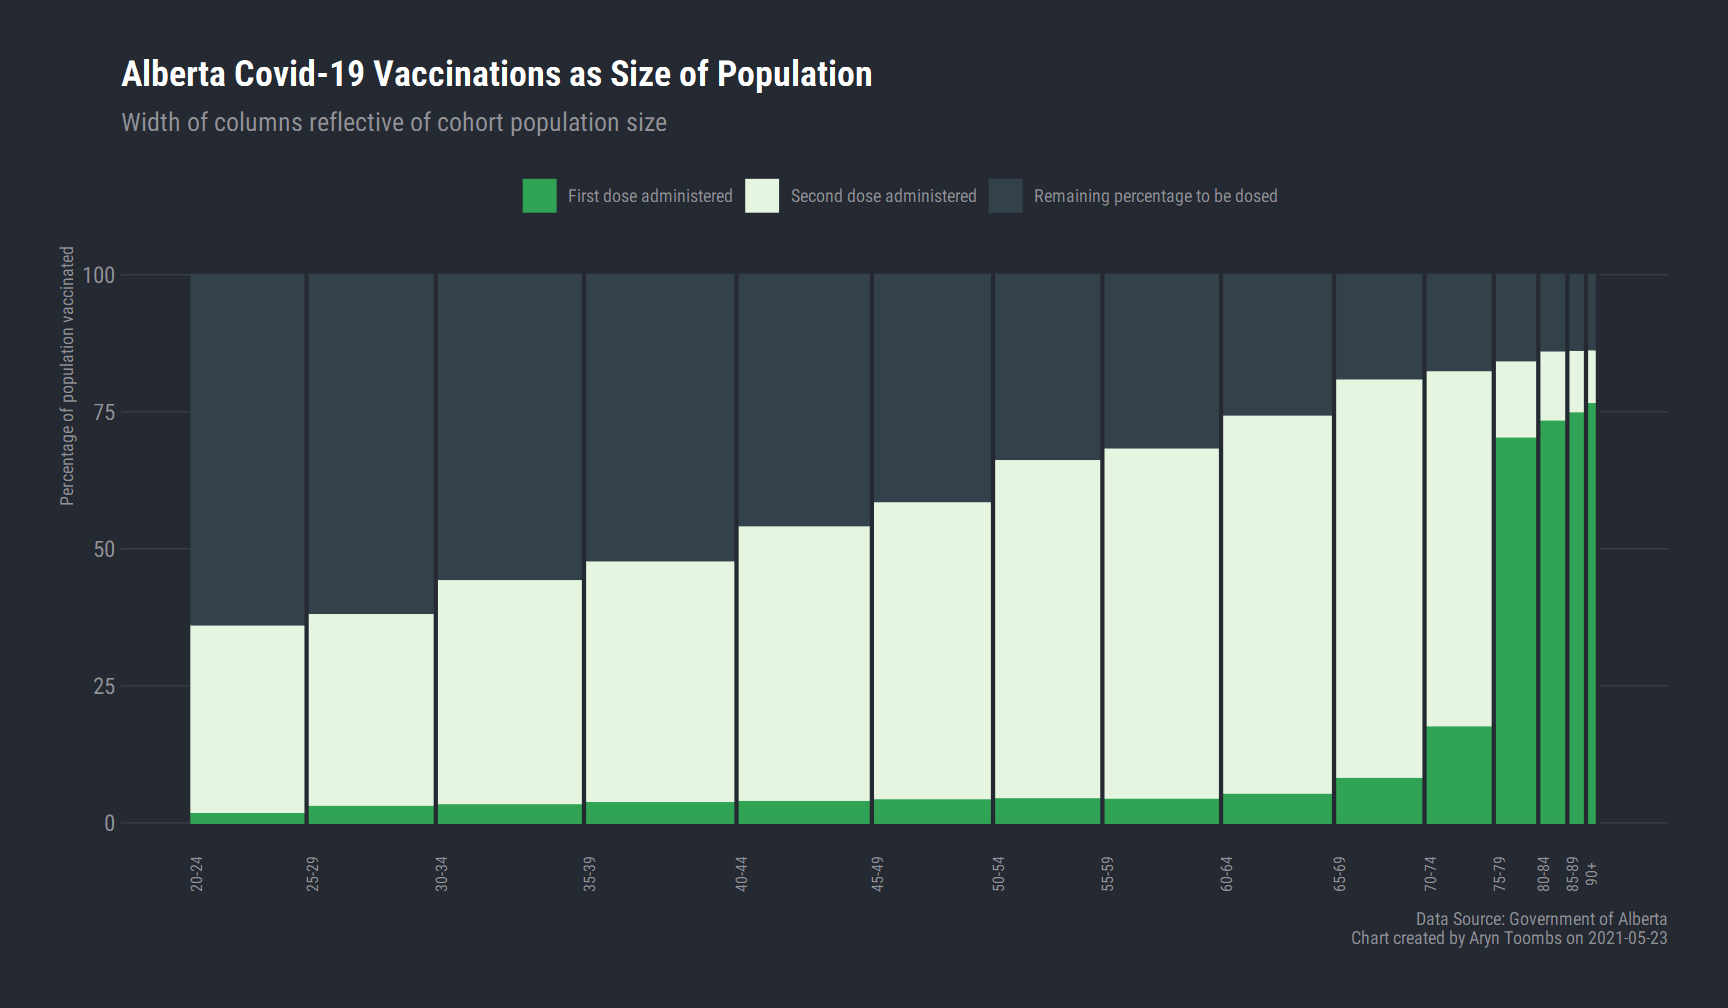 Alberta Covid-19 Vaccinations as Size of Population
Width of columns reflective of cohort population size
First dose administered
Second dose administered
Remaining percentage to be dosed
Percentage of population vaccinated
100
75
50
25
0
20-24
25-29
30-34
35-39
40-44
45-49
50-54
55-59
60-64
65-69
70-74
75-79
80-84
85-89
90+
Data Source: Government of Alberta
Chart created by Aryn Toombs on 2021-05-23